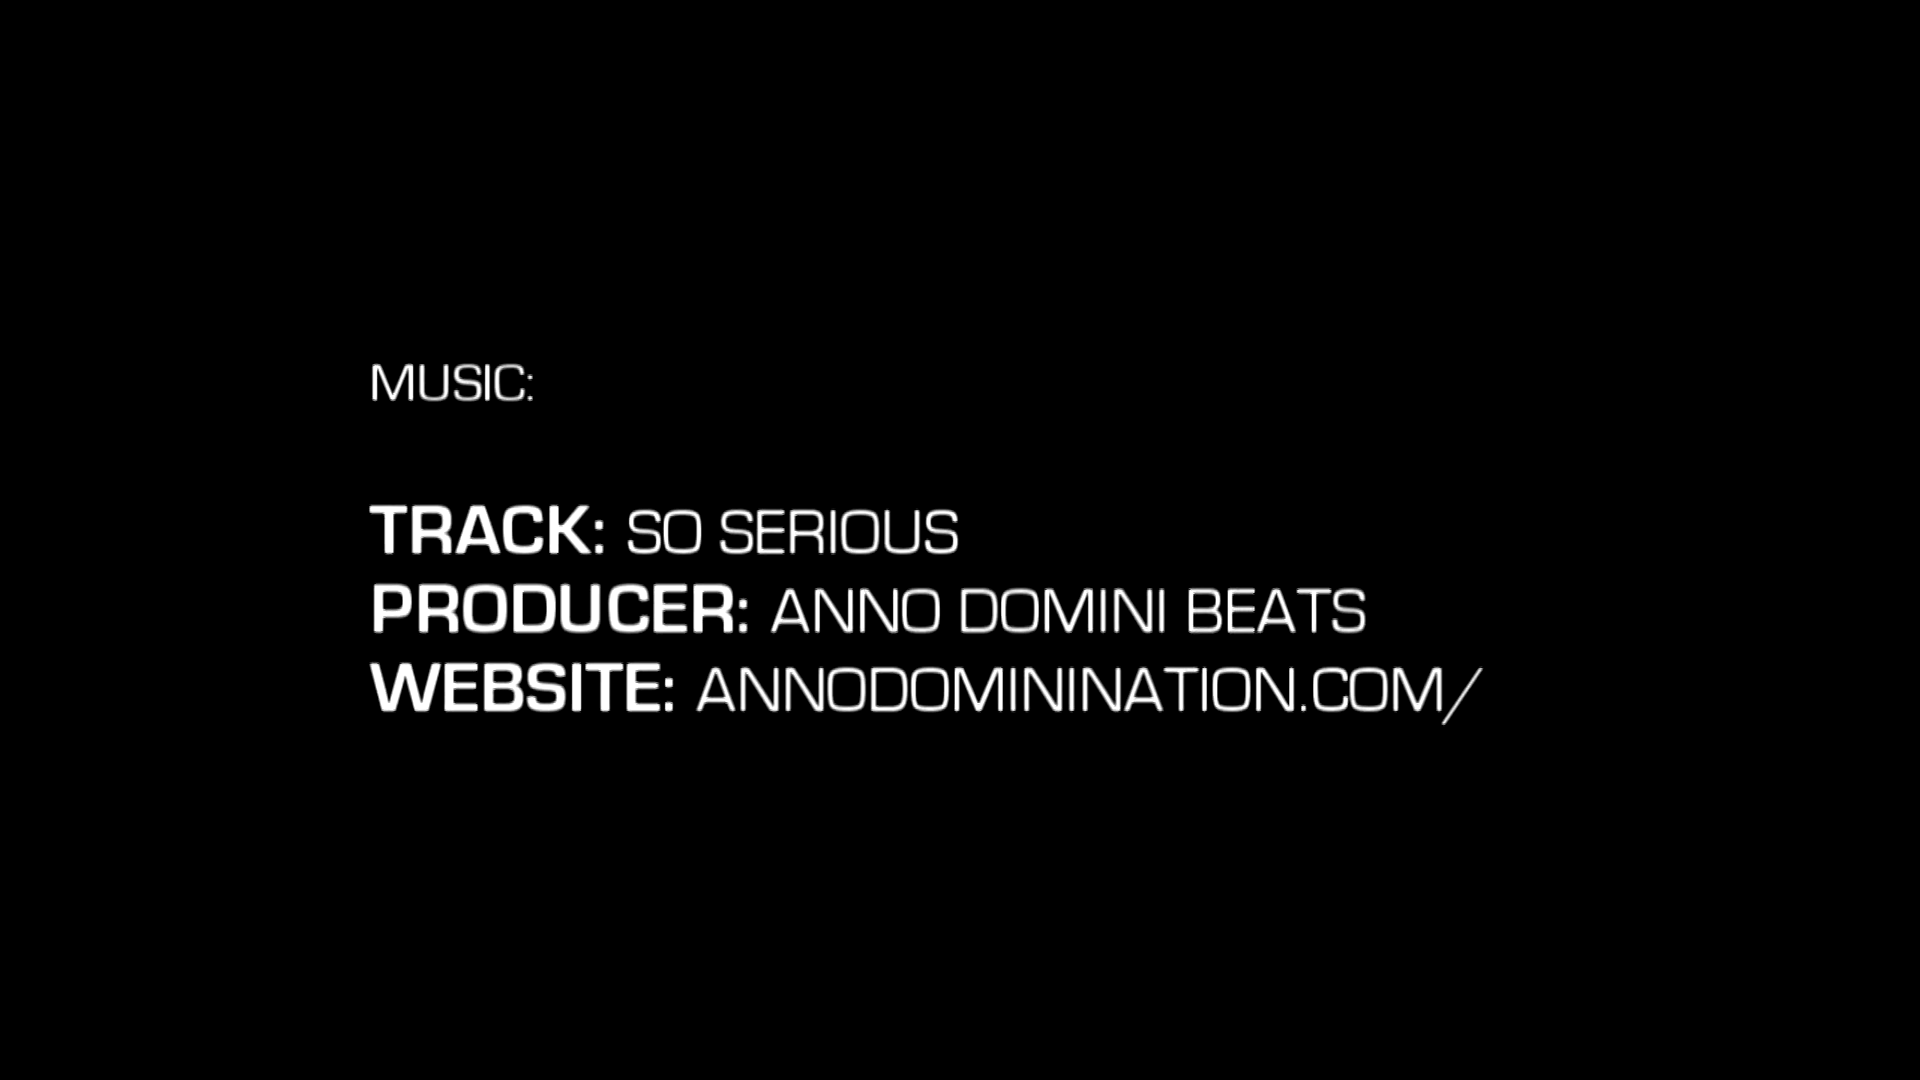 MUSIC:
TRACK: SO SERIOUS
PRODUCER: ANNO DOMINI BEATS
WEBSITE: ANNODOMININATION.COM/